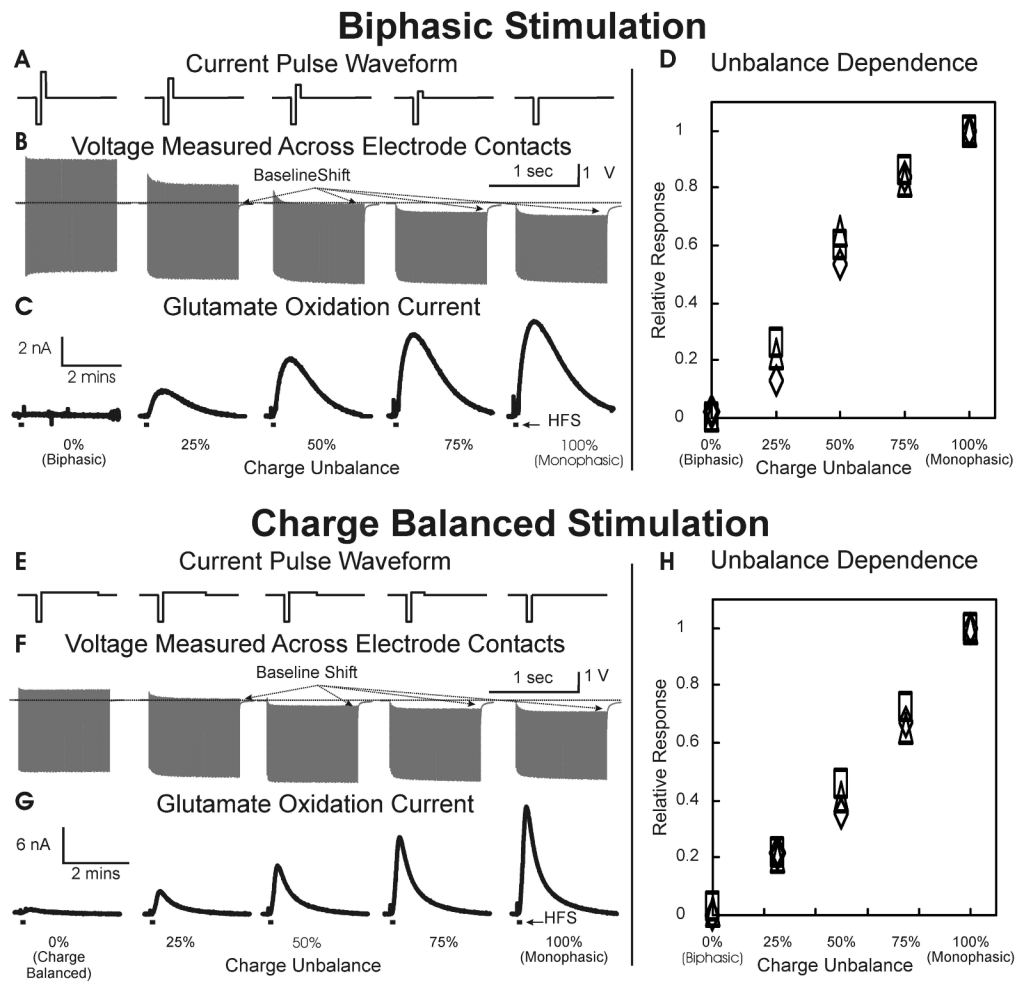 Biphasic Stimulation
A
Current Pulse Waveform
B
Voltage Measured Across Electrode Contacts
BaselineShift
1 sec
1 V
C
Glutamate Oxidation Current
2 nA
2 mins
HFS
0%
(Biphasic)
25%
50%
75%
100%
(Monophasic)
Charge Unbalance
D
Unbalance Dependence
Relative Response
1
0.8
0.6
0.4
0.2
0
0%
(Biphasic)
25%
50%
75%
100%
(Monophasic)
Charge Unbalance
Charge Balanced Stimulation
E
Current Pulse Waveform
F
Voltage Measured Across Electrode Contacts
Baseline Shift
1 sec
1 V
G
Glutamate Oxidation Current
6 nA
2 mins
HFS
0%
(Charge
Balanced)
25%
50%
75%
100%
(Monophasic)
Charge Unbalance
H
Unbalance Dependence
Relative Response
1
0.8
0.6
0.4
0.2
0
0%
(Biphasic)
25%
50%
75%
100%
(Monophasic)
Charge Unbalance